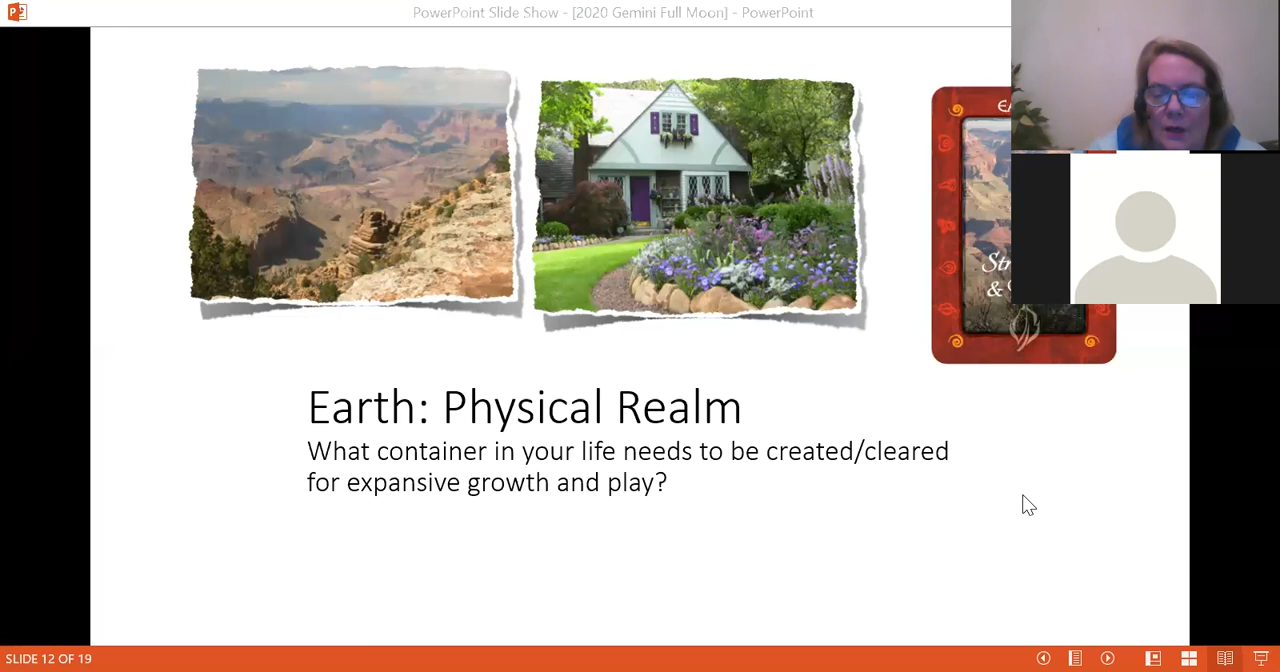 PowerPoint Slide Show - [2020 Gemini Full Moon] - PowerPoint
&
Earth: Physical Realm
What container in your life needs to be created/cleared
for expansive growth and play?
SLIDE 12 OF 19